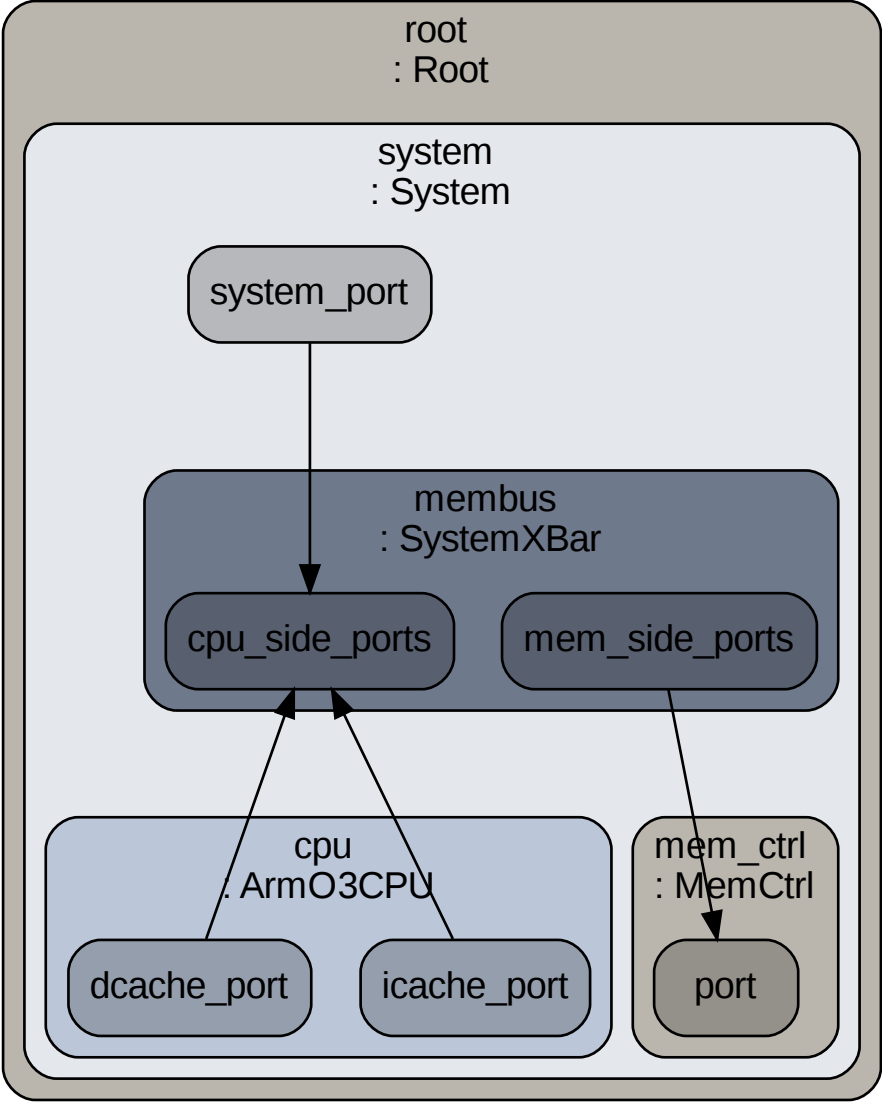 root
: Root
system
: System
system_port
membus
: SystemXBar
cpu_side_ports
mem_side_ports
cpu
: ArmO3CPU
mem_ctrl
: MemCtrl
dcache_port
icache_port
port